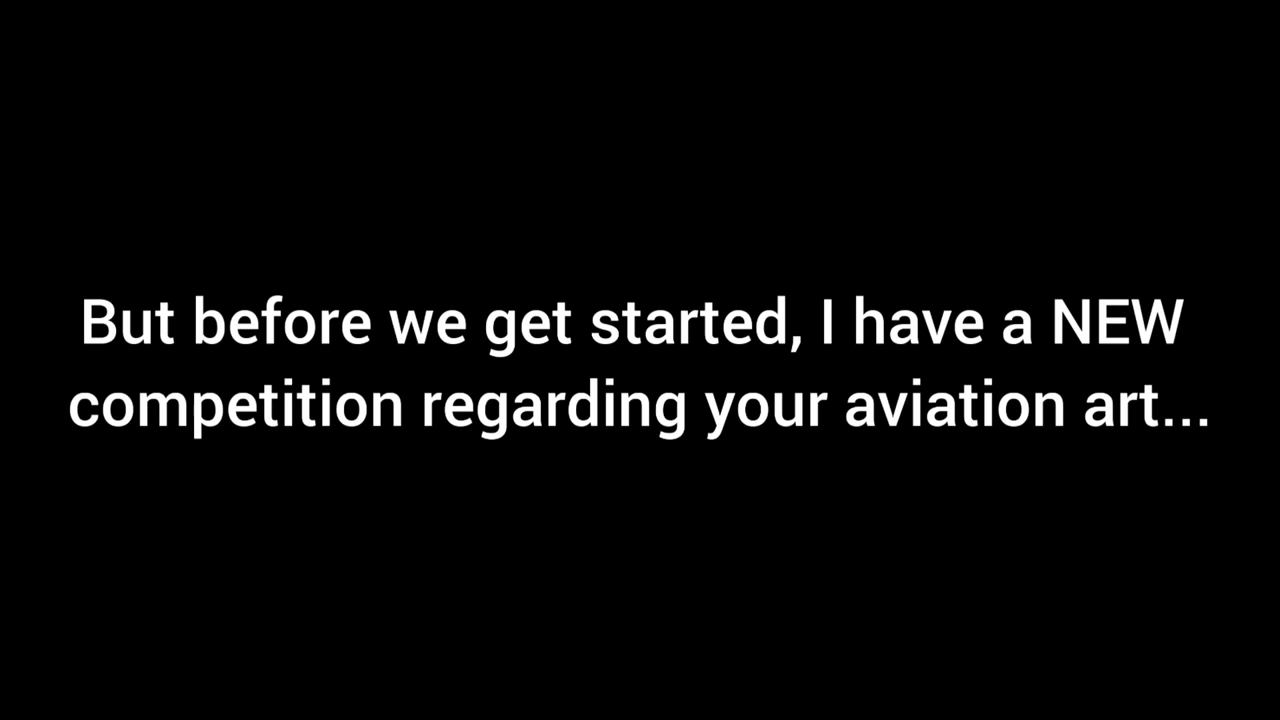 But before we get started, I have a NEW
competition regarding your aviation art...